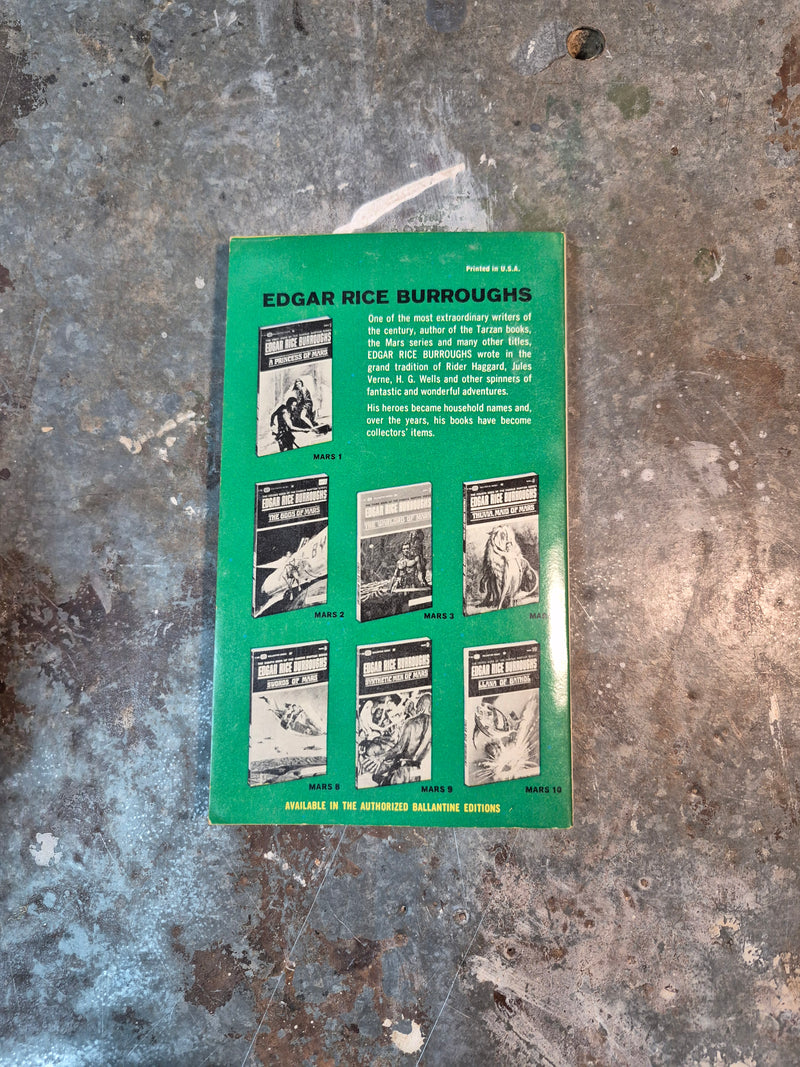 Printed in U.S.A.
EDGAR RICE BURROUGHS
One of the most extraordinary writers of
the century, author of the Tarzan books,
the Mars series and many other titles,
EDGAR RICE BURROUGHS wrote in the
grand tradition of Rider Haggard, Jules
Verne, H. G. Wells and other spinners of
fantastic and wonderful adventures.
His heroes became household names and,
over the years, his books have become
collectors' items.
EDGAR RICE BURROUGHS
A PRINCESS OF MARS
MARS 1
EDGAR RICE BURROUGHS
THE GODS OF MARS
MARS 2
EDGAR RICE BURROUGHS
THE WARLORD OF MARS
MARS 3
EDGAR RICE BURROUGHS
THUVIA, MAID OF MARS
EDGAR RICE BURROUGHS
SWORDS OF MARS
MARS 8
EDGAR RICE BURROUGHS
SYNTHETIC MEN OF MARS
MARS 9
EDGAR RICE BURROUGHS
LLANA OF GATHOL
MARS 10
AVAILABLE IN THE AUTHORIZED BALLANTINE EDITIONS